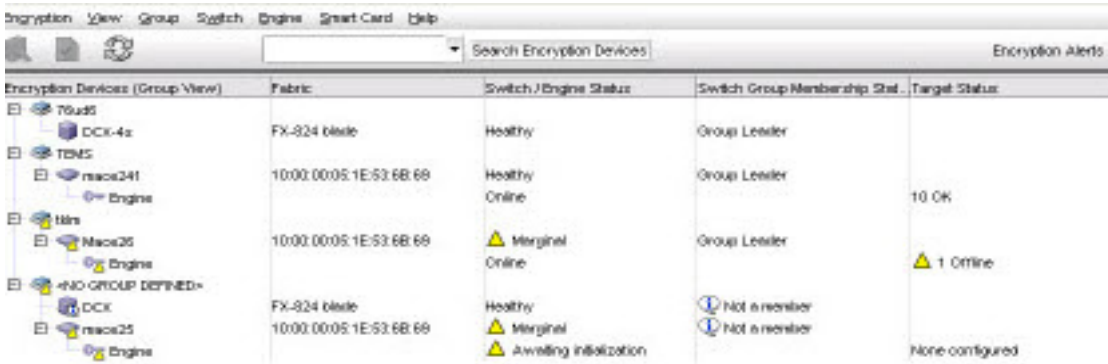 Encryption View Group Switch Engine Smart Card Help
Search Encryption Devices Encryption Alerts
Encryption Devices (Group View) Fabric Switch / Engine Status Switch Group Membership Stat... Target Status
DCX-4s FX-824 blade Healthy Group Leader
TEMS
mace241 10:00:00:05:1E:53:6B:69 Healthy Group Leader
Engine Online 10 OK
tklm
Mace26 10:00:00:05:1E:53:6B:69 Marginal Group Leader
Engine Online 1 Offline
<NO GROUP DEFINED>
DCX FX-824 blade Healthy Not a member
mace25 10:00:00:05:1E:53:6B:69 Marginal Not a member
Engine Awaiting initialization None configured